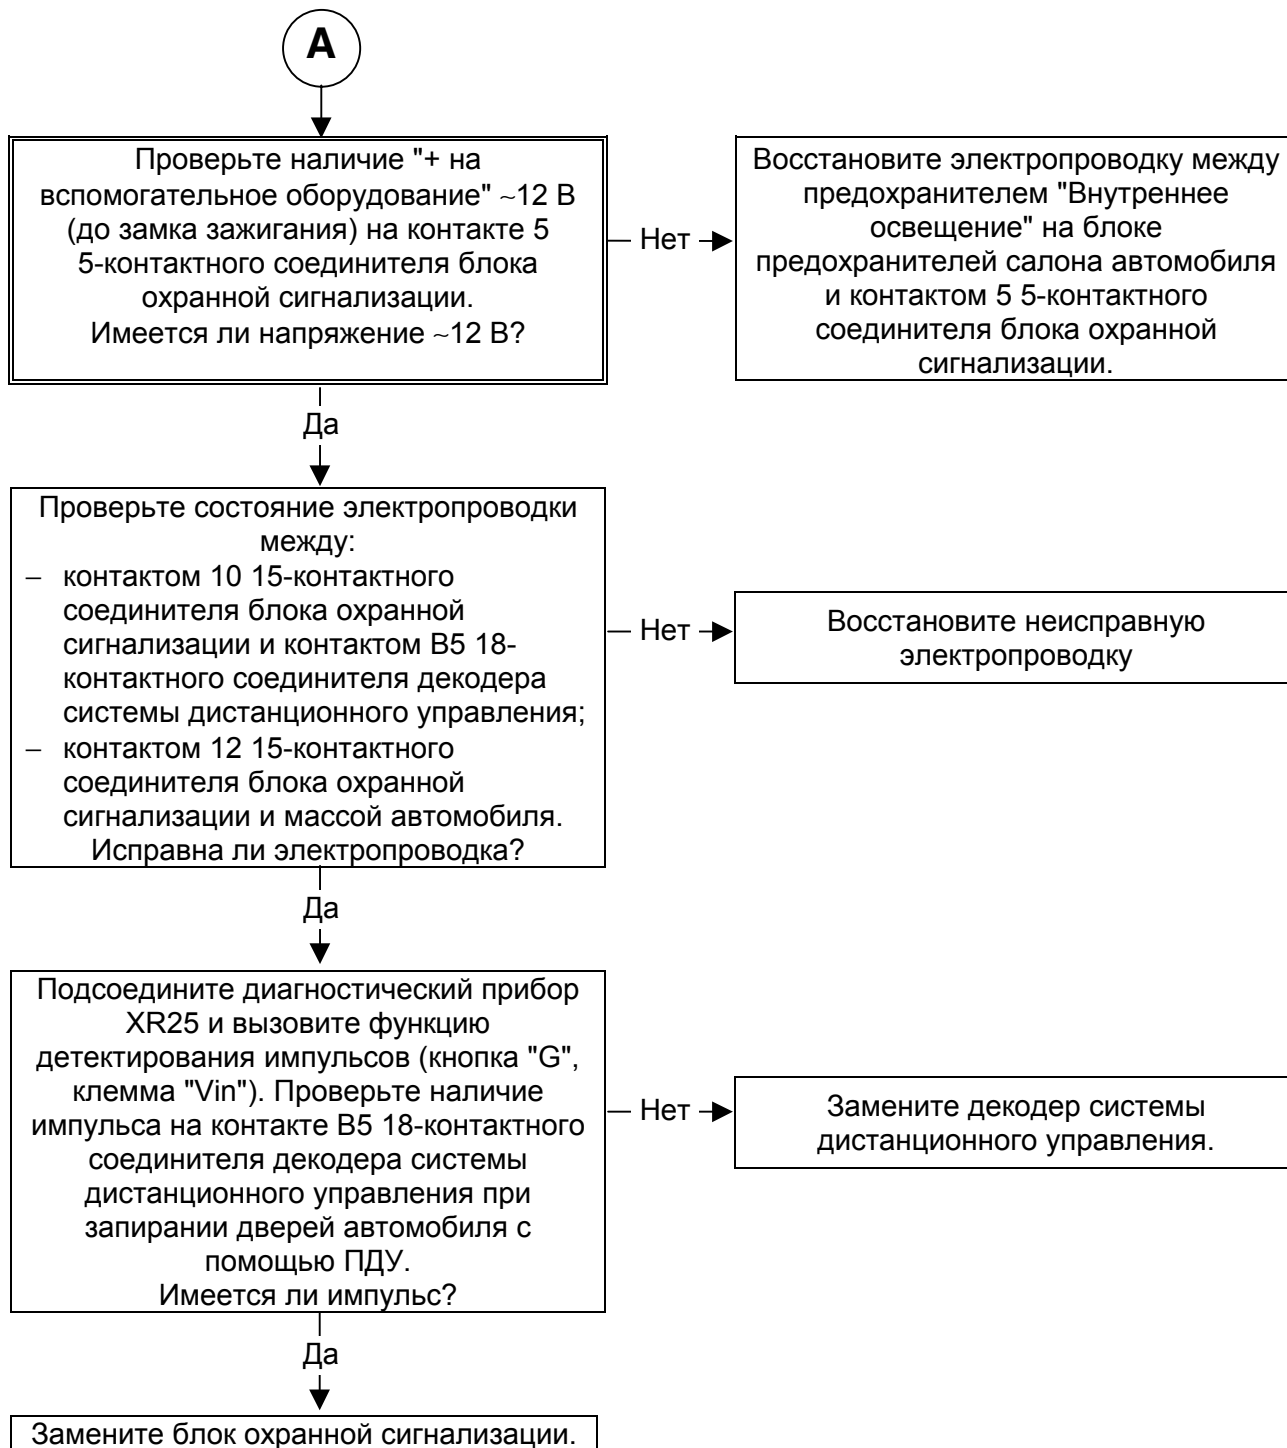 А
Проверьте наличие "+ на
вспомогательное оборудование" ~12 В
(до замка зажигания) на контакте 5
5-контактного соединителя блока
охранной сигнализации.
Имеется ли напряжение ~12 В?
Нет
Восстановите электропроводку между
предохранителем "Внутреннее
освещение" на блоке
предохранителей салона автомобиля
и контактом 5 5-контактного
соединителя блока охранной
сигнализации.
Да
Проверьте состояние электропроводки
между:
– контактом 10 15-контактного
соединителя блока охранной
сигнализации и контактом В5 18-
контактного соединителя декодера
системы дистанционного управления;
– контактом 12 15-контактного
соединителя блока охранной
сигнализации и массой автомобиля.
Исправна ли электропроводка?
Нет
Восстановите неисправную
электропроводку
Да
Подсоедините диагностический прибор
XR25 и вызовите функцию
детектирования импульсов (кнопка "G",
клемма "Vin"). Проверьте наличие
импульса на контакте В5 18-контактного
соединителя декодера системы
дистанционного управления при
запирании дверей автомобиля с
помощью ПДУ.
Имеется ли импульс?
Нет
Замените декодер системы
дистанционного управления.
Да
Замените блок охранной сигнализации.